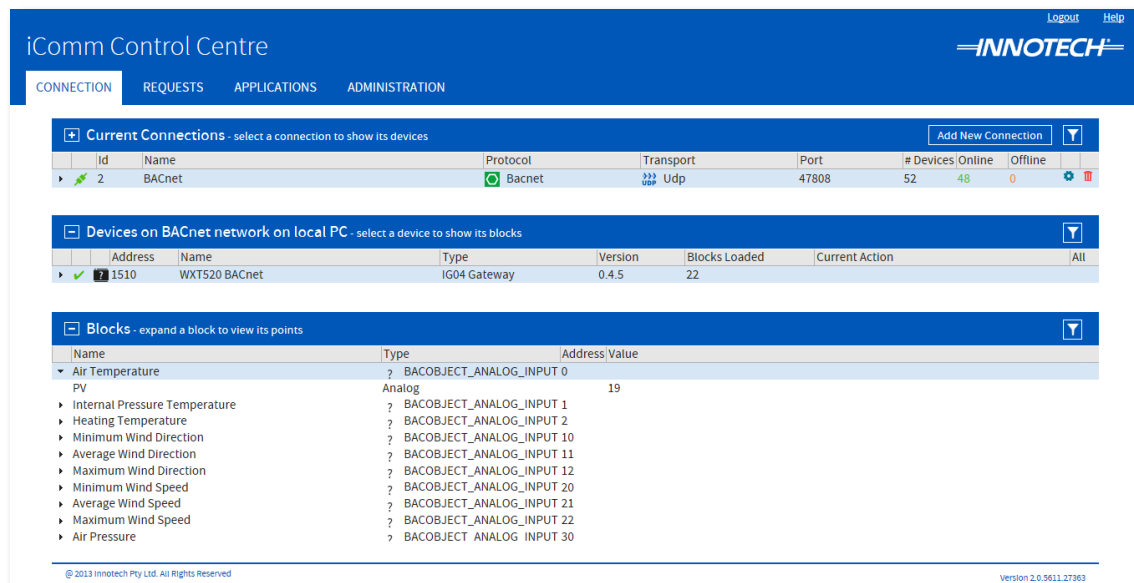 Logout Help
iComm Control Centre
INNOTECH
CONNECTION REQUESTS APPLICATIONS ADMINISTRATION
+ Current Connections - select a connection to show its devices Add New Connection
Id Name Protocol Transport Port # Devices Online Offline
2 BACnet Bacnet UDP Udp 47808 52 48 0
- Devices on BACnet network on local PC - select a device to show its blocks
Address Name Type Version Blocks Loaded Current Action All
? 1510 WXT520 BACnet IG04 Gateway 0.4.5 22
- Blocks - expand a block to view its points
Name Type Address Value
Air Temperature ? BACOBJECT_ANALOG_INPUT 0
PV Analog 19
Internal Pressure Temperature ? BACOBJECT_ANALOG_INPUT 1
Heating Temperature ? BACOBJECT_ANALOG_INPUT 2
Minimum Wind Direction ? BACOBJECT_ANALOG_INPUT 10
Average Wind Direction ? BACOBJECT_ANALOG_INPUT 11
Maximum Wind Direction ? BACOBJECT_ANALOG_INPUT 12
Minimum Wind Speed ? BACOBJECT_ANALOG_INPUT 20
Average Wind Speed ? BACOBJECT_ANALOG_INPUT 21
Maximum Wind Speed ? BACOBJECT_ANALOG_INPUT 22
Air Pressure ? BACOBJECT_ANALOG_INPUT 30
@ 2013 Innotech Pty Ltd. All Rights Reserved
Version 2.0.5611.27363